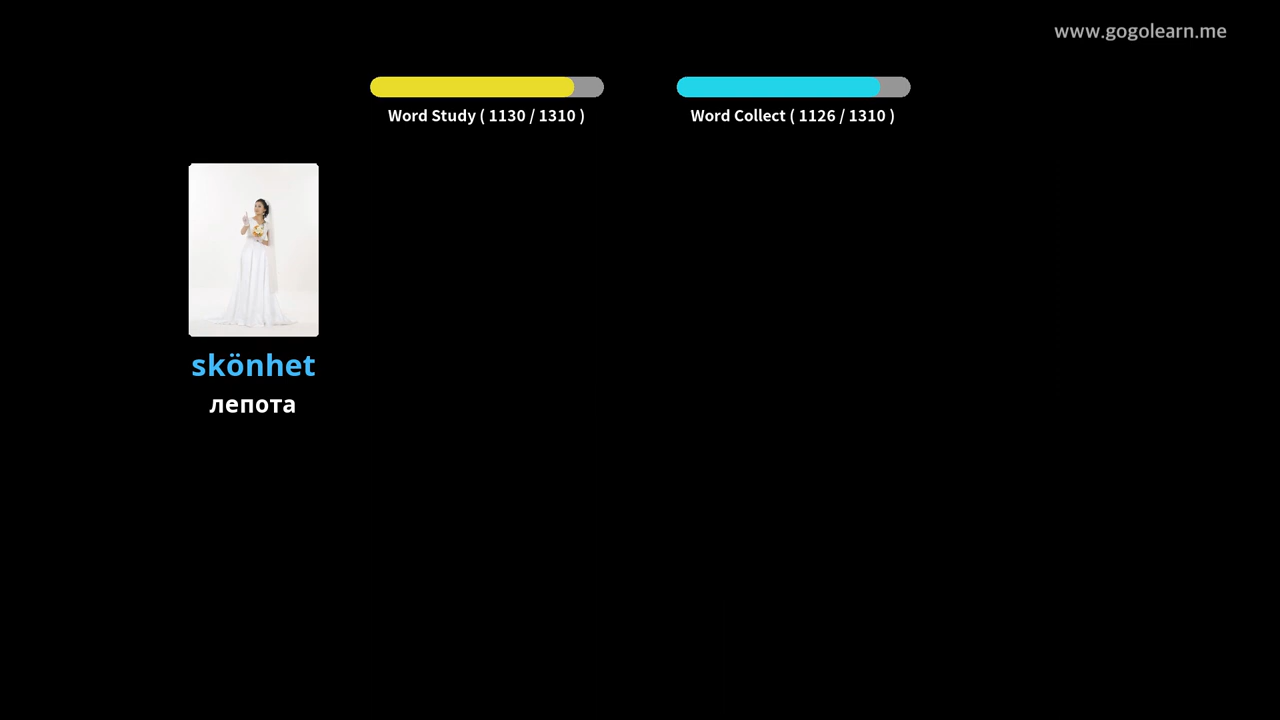 www.gogolearn.me
Word Study ( 1130 / 1310 )
Word Collect ( 1126 / 1310 )
skönhet
лепота